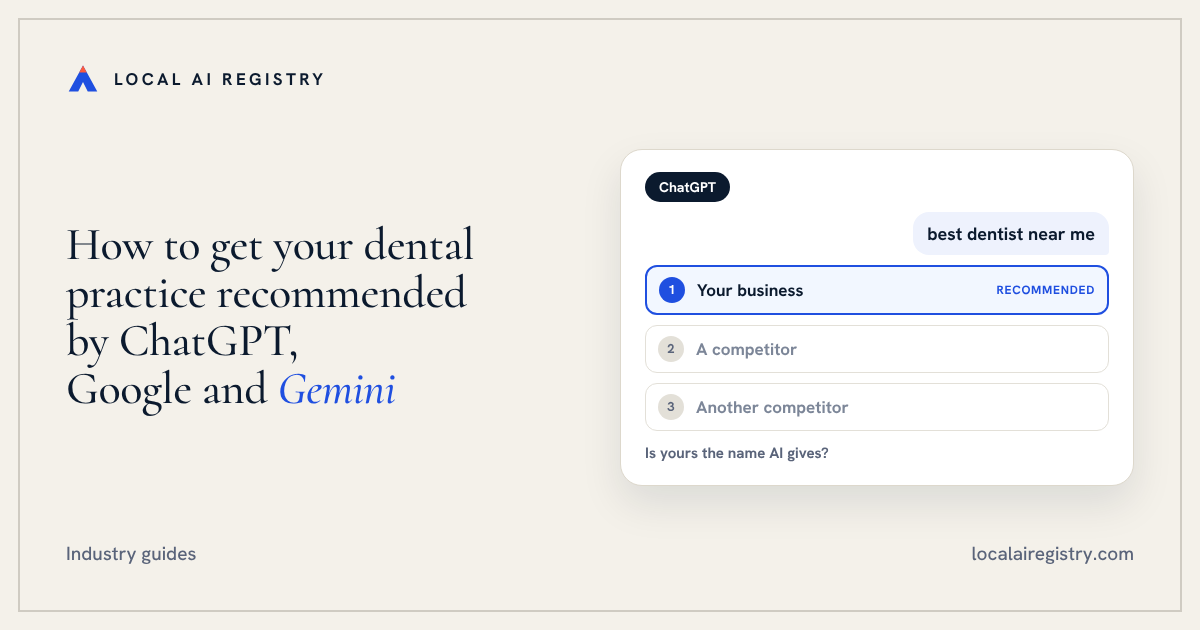 LOCAL AI REGISTRY
How to get your dental
practice recommended
by ChatGPT,
Google and Gemini
ChatGPT
best dentist near me
1 Your business RECOMMENDED
2 A competitor
3 Another competitor
Is yours the name AI gives?
Industry guides
localairegistry.com